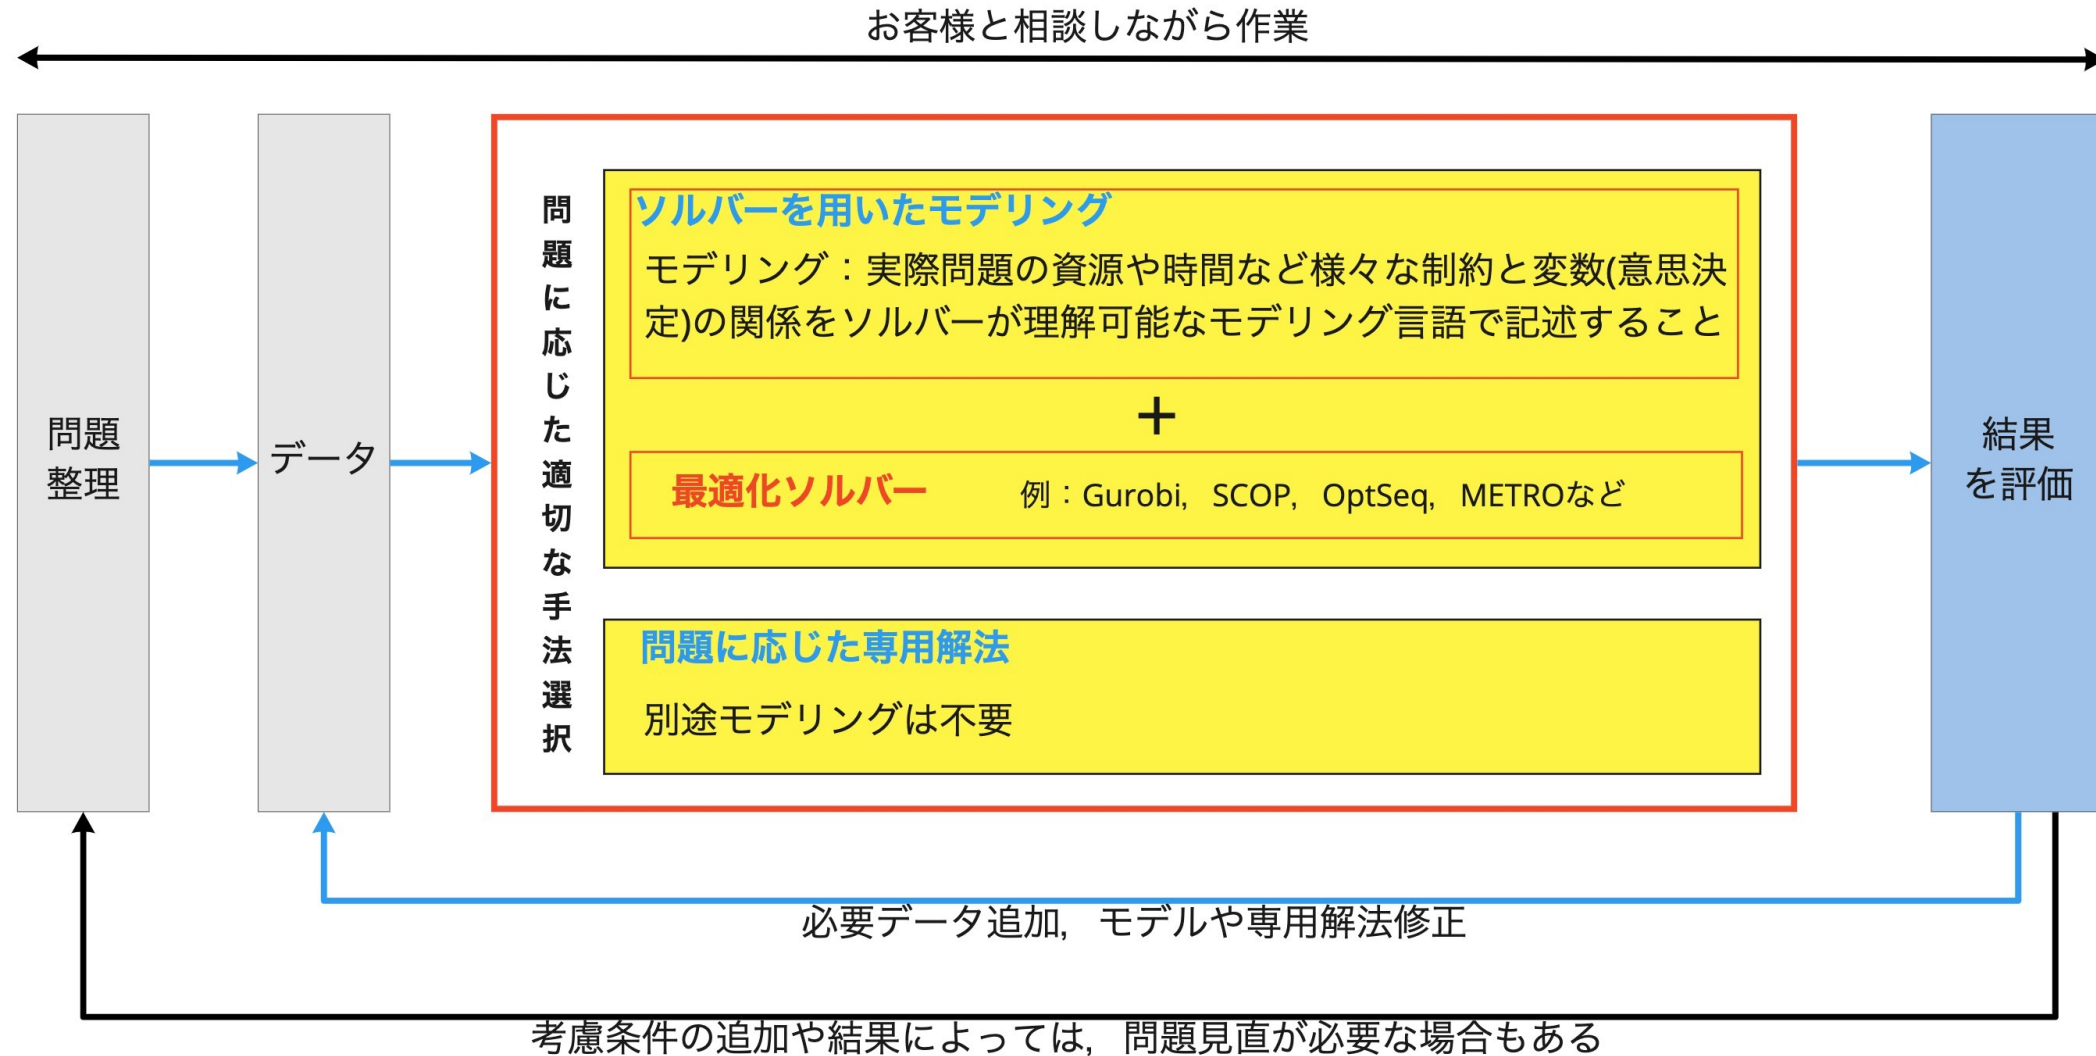 お客様と相談しながら作業
問題
整理
データ
問題に応じた適切な手法選択
ソルバーを用いたモデリング
モデリング：実際問題の資源や時間など様々な制約と変数(意思決
定)の関係をソルバーが理解可能なモデリング言語で記述すること
+
最適化ソルバー 例：Gurobi, SCOP, OptSeq, METROなど
問題に応じた専用解法
別途モデリングは不要
結果
を評価
必要データ追加, モデルや専用解法修正
考慮条件の追加や結果によっては, 問題見直が必要な場合もある